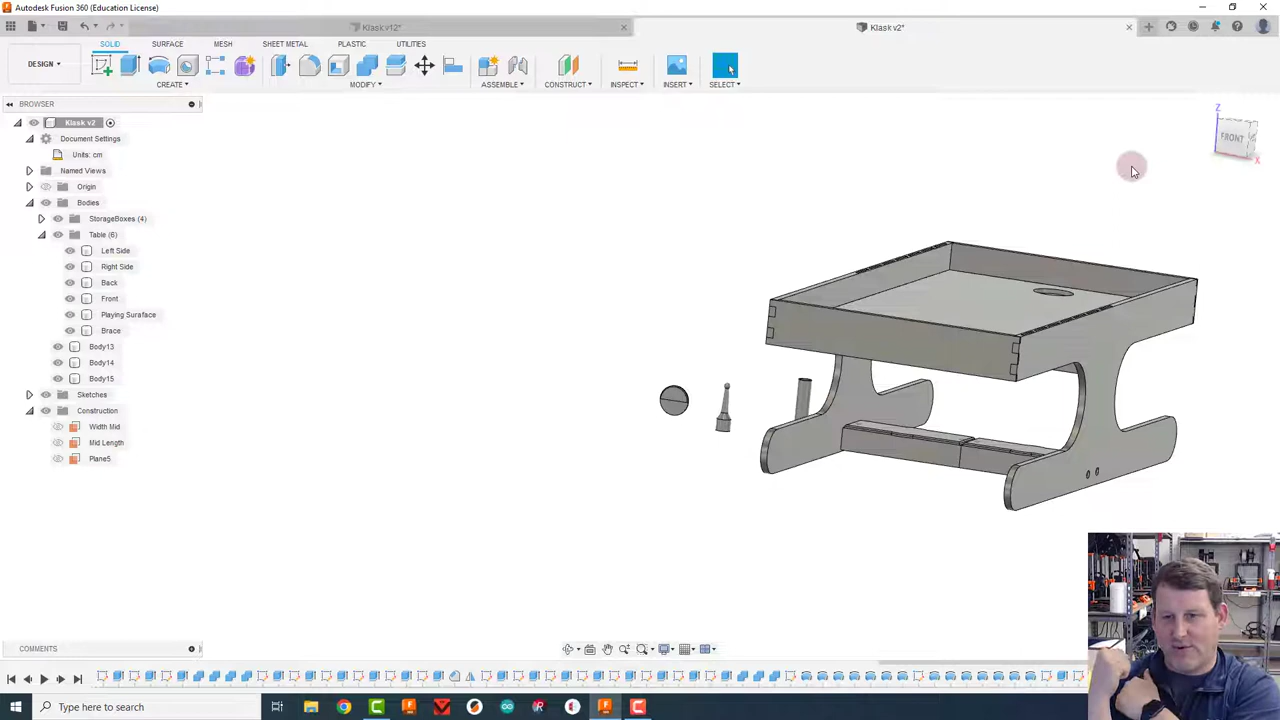 Autodesk Fusion 360 (Education License)
Klask v12*
Klask v2*
DESIGN
SOLID
SURFACE
MESH
SHEET METAL
PLASTIC
UTILITIES
CREATE
MODIFY
ASSEMBLE
CONSTRUCT
INSPECT
INSERT
SELECT
BROWSER
Klask v2
Document Settings
Units: cm
Named Views
Origin
Bodies
StorageBoxes (4)
Table (6)
Left Side
Right Side
Back
Front
Playing Suraface
Brace
Body13
Body14
Body15
Sketches
Construction
Width Mid
Mid Length
Plane5
Z
FRONT
X
COMMENTS
Type here to search